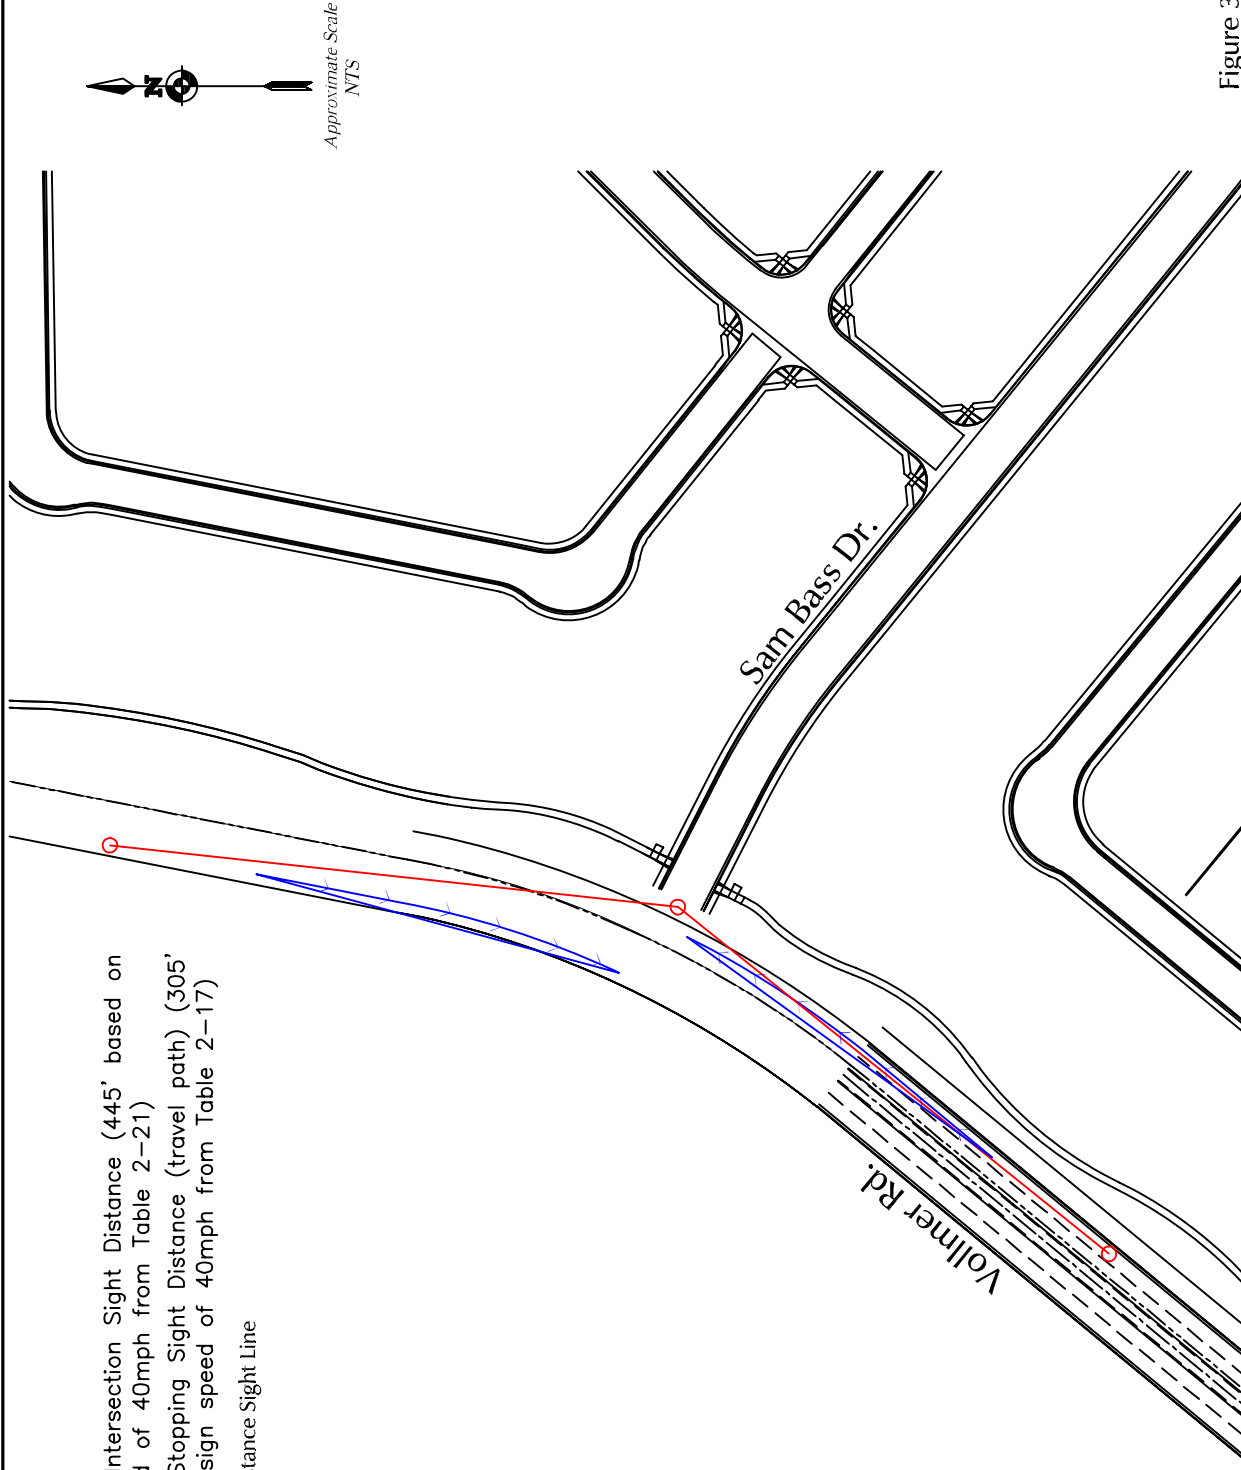 N
Approximate Scale
NTS
Sam Bass Dr.
Vollmer Rd.
Intersection Sight Distance (445' based on
of 40mph from Table 2-21)
Stopping Sight Distance (travel path) (305'
sign speed of 40mph from Table 2-17)
tance Sight Line
Figure 3